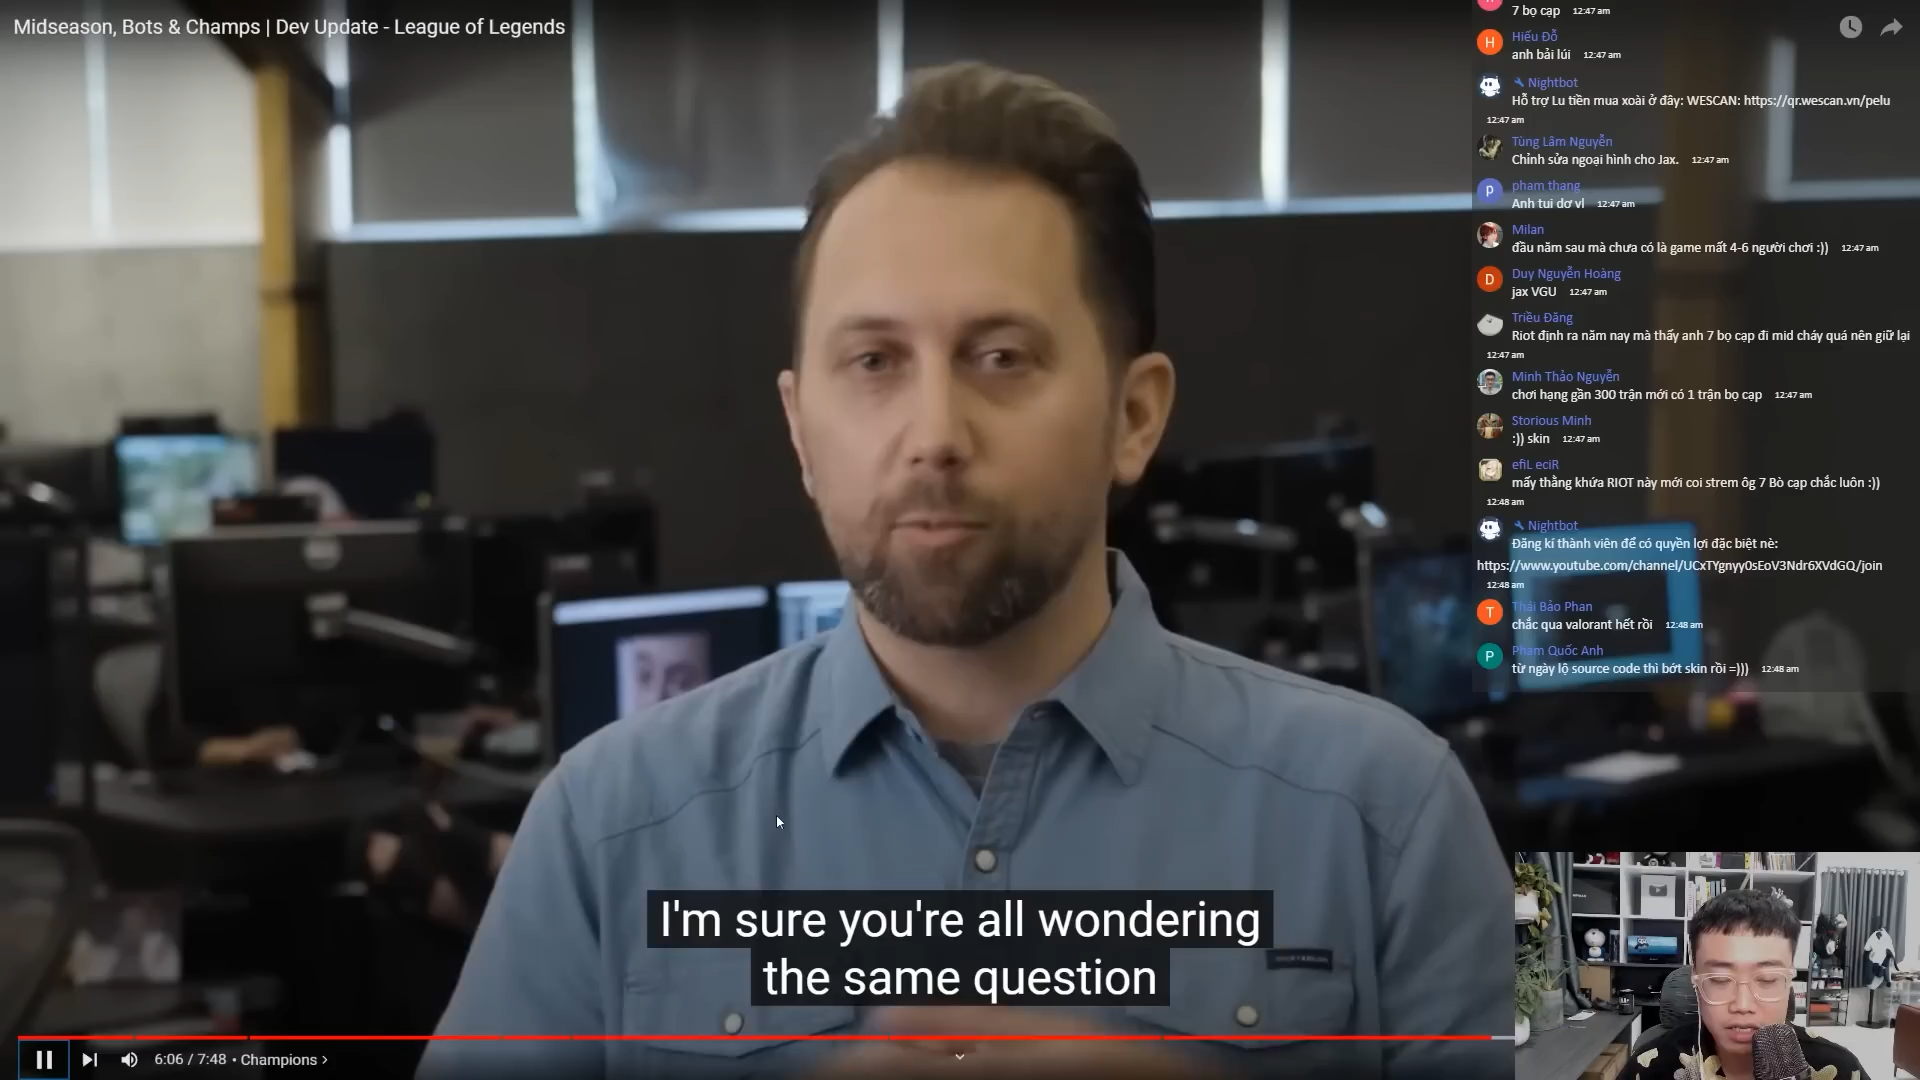 Midseason, Bots & Champs | Dev Update - League of Legends
7 bọ cạp 12:47 am
H
Hiếu Đỗ
anh bải lúi 12:47 am
Nightbot
Hỗ trợ Lu tiền mua xoài ở đây: WESCAN: https://qr.wescan.vn/pelu
12:47 am
Tùng Lâm Nguyễn
Chỉnh sửa ngoại hình cho Jax. 12:47 am
P
pham thang
Anh tui dơ vl 12:47 am
Milan
đầu năm sau mà chưa có là game mất 4-6 người chơi :)) 12:47 am
D
Duy Nguyễn Hoàng
jax VGU 12:47 am
Triều Đăng
Riot định ra năm nay mà thấy anh 7 bọ cạp đi mid cháy quá nên giữ lại
12:47 am
Minh Thảo Nguyễn
chơi hạng gần 300 trận mới có 1 trận bọ cạp 12:47 am
Storious Minh
:)) skin 12:47 am
efiL eciR
mấy thằng khứa RIOT này mới coi strem ôg 7 Bò cạp chắc luôn :))
12:48 am
Nightbot
Đăng kí thành viên để có quyền lợi đặc biệt nè:
https://www.youtube.com/channel/UCxTYgnyy0sEoV3Ndr6XVdGQ/join
12:48 am
T
Thái Bảo Phan
chắc qua valorant hết rồi 12:48 am
P
Phạm Quốc Anh
từ ngày lộ source code thì bớt skin rồi =))) 12:48 am
I'm sure you're all wondering
the same question
6:06 / 7:48 • Champions >